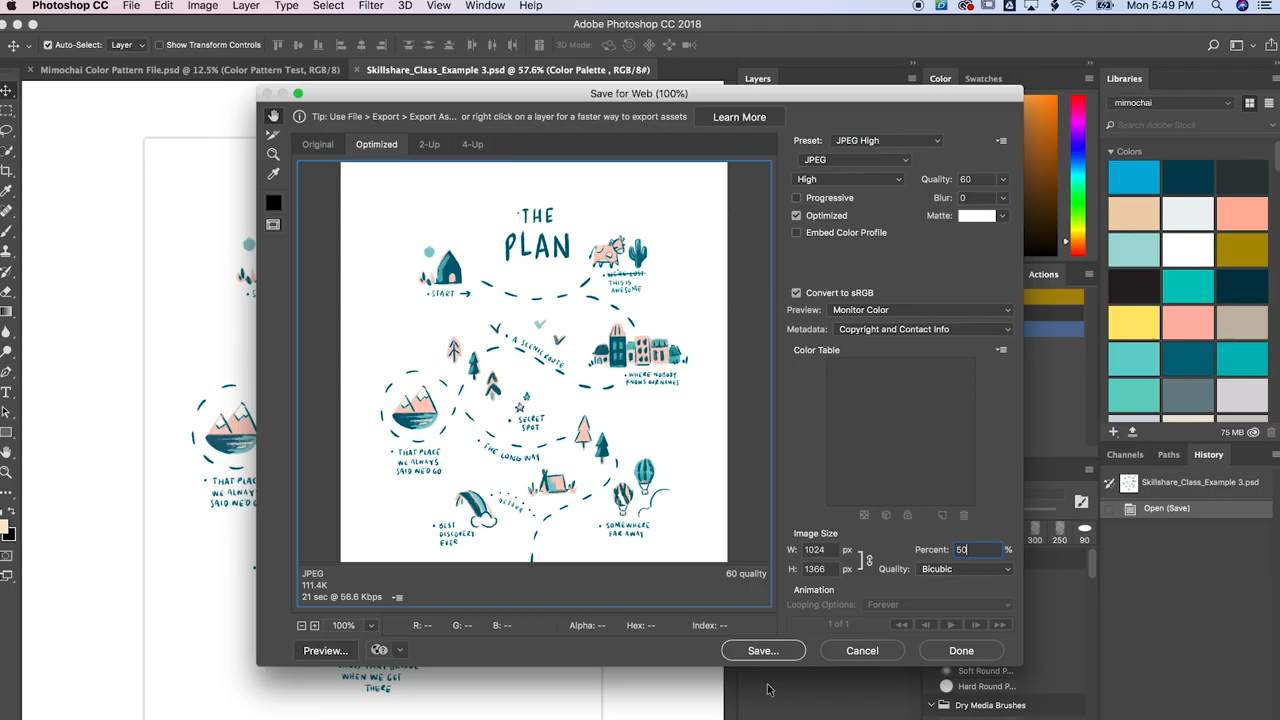 Photoshop CC File Edit Image Layer Type Select Filter 3D View Window Help
Mon 5:49 PM
Adobe Photoshop CC 2018
Auto-Select: Layer Show Transform Controls 3D Mode:
Mimochai Color Pattern File.psd @ 12.5% (Color Pattern Test, RGB/8)
Skillshare_Class_Example 3.psd @ 57.6% (Color Palette , RGB/8#)
Layers
Color Swatches
Libraries
mimochai
Search Adobe Stock
Colors
Save for Web (100%)
Tip: Use File > Export > Export As... or right click on a layer for a faster way to export assets
Learn More
Original Optimized 2-Up 4-Up
Preset: JPEG High
JPEG
High Quality: 60
Progressive Blur: 0
Optimized Matte:
Embed Color Profile
Convert to sRGB
Preview: Monitor Color
Metadata: Copyright and Contact Info
Color Table
Image Size
W: 1024 px Percent: 50 %
H: 1366 px Quality: Bicubic
Animation
Looping Options: Forever
1 of 1
THE
PLAN
START
WE'RE LOST
THIS IS
AWESOME
A SCENIC ROUTE
WHERE NOBODY
KNOWS OUR NAMES
SECRET
SPOT
THE LONG WAY
THAT PLACE
WE ALWAYS
SAID WE'D GO
DETOUR
BEST
DISCOVERY
EVER
SOMEWHERE
FAR AWAY
JPEG 60 quality
111.4K
21 sec @ 56.6 Kbps
100% R: -- G: -- B: -- Alpha: -- Hex: -- Index: --
Preview... Save... Cancel Done
THAT PLACE
WE ALWAYS
SAID
WHEN WE GET
THERE
Actions
75 MB
Channels Paths History
Skillshare_Class_Example 3.psd
Open (Save)
300 250 90
Soft Round P...
Hard Round P...
Dry Media Brushes